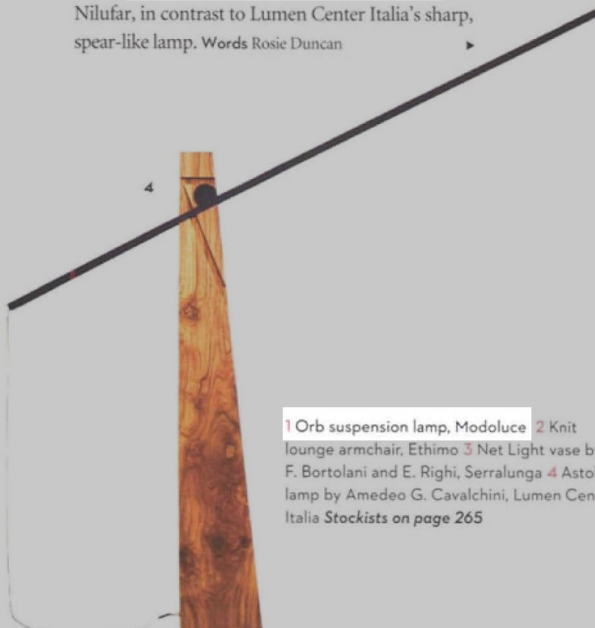 Nilufar, in contrast to Lumen Center Italia's sharp,
spear-like lamp. Words Rosie Duncan
4
1 Orb suspension lamp, Modoluce 2 Knit
lounge armchair, Ethimo 3 Net Light vase b
F. Bortolani and E. Righi, Serralunga 4 Asto
lamp by Amedeo G. Cavalchini, Lumen Cen
Italia Stockists on page 265